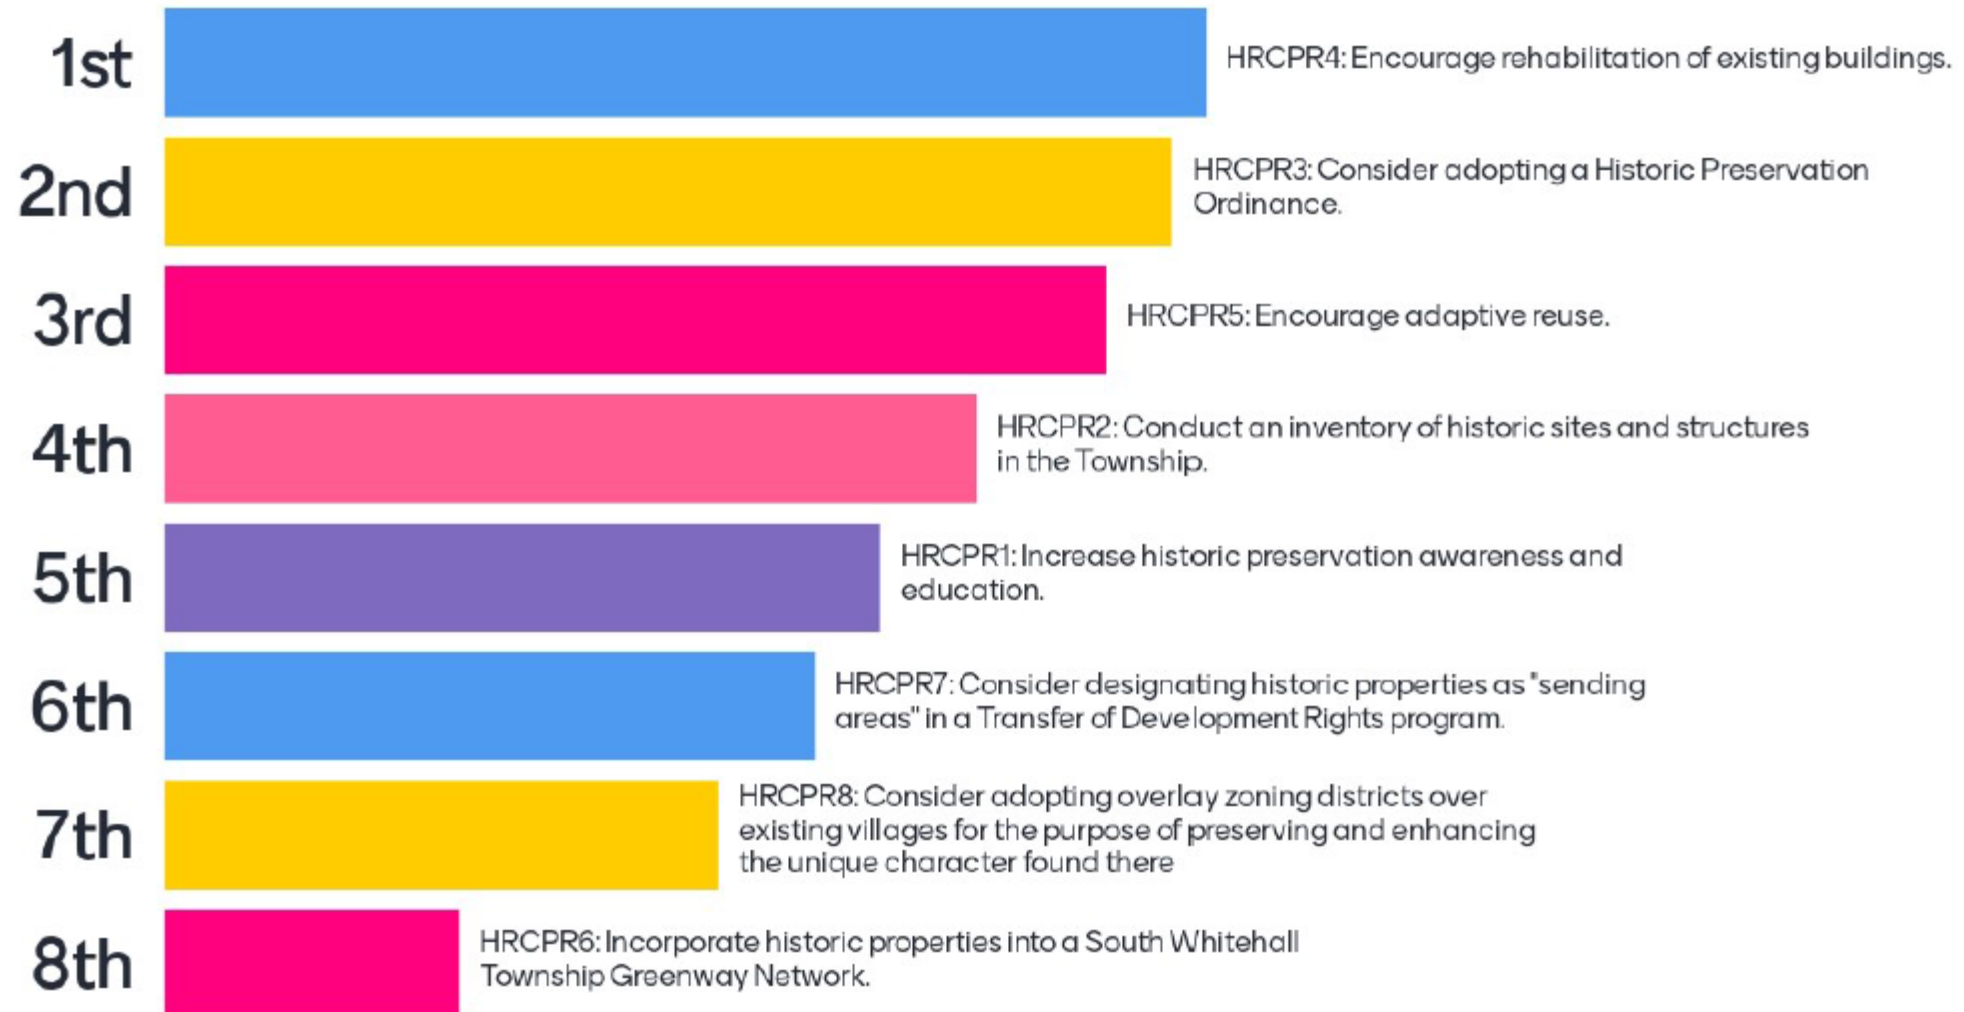 1st
HRCPR4: Encourage rehabilitation of existing buildings.
2nd
HRCPR3: Consider adopting a Historic Preservation
Ordinance.
3rd
HRCPR5: Encourage adaptive reuse.
4th
HRCPR2: Conduct an inventory of historic sites and structures
in the Township.
5th
HRCPR1: Increase historic preservation awareness and
education.
6th
HRCPR7: Consider designating historic properties as "sending
areas" in a Transfer of Development Rights program.
7th
HRCPR8: Consider adopting overlay zoning districts over
existing villages for the purpose of preserving and enhancing
the unique character found there
8th
HRCPR6: Incorporate historic properties into a South Whitehall
Township Greenway Network.